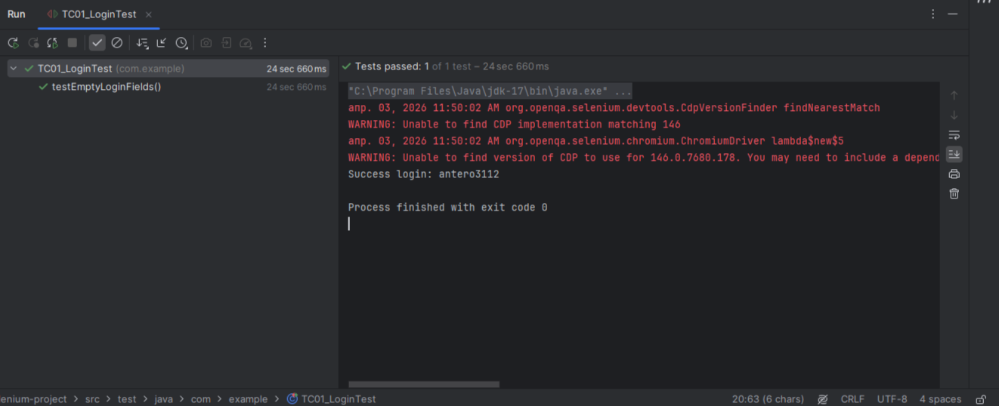 Run TC01_LoginTest
TC01_LoginTest (com.example) 24 sec 660 ms
testEmptyLoginFields() 24 sec 660 ms
Tests passed: 1 of 1 test – 24 sec 660 ms
"C:\Program Files\Java\jdk-17\bin\java.exe" ...
апр. 03, 2026 11:50:02 AM org.openqa.selenium.devtools.CdpVersionFinder findNearestMatch
WARNING: Unable to find CDP implementation matching 146
апр. 03, 2026 11:50:02 AM org.openqa.selenium.chromium.ChromiumDriver lambda$new$5
WARNING: Unable to find version of CDP to use for 146.0.7680.178. You may need to include a depend
Success login: antero3112
Process finished with exit code 0
lenium-project > src > test > java > com > example > TC01_LoginTest 20:63 (6 chars) CRLF UTF-8 4 spaces